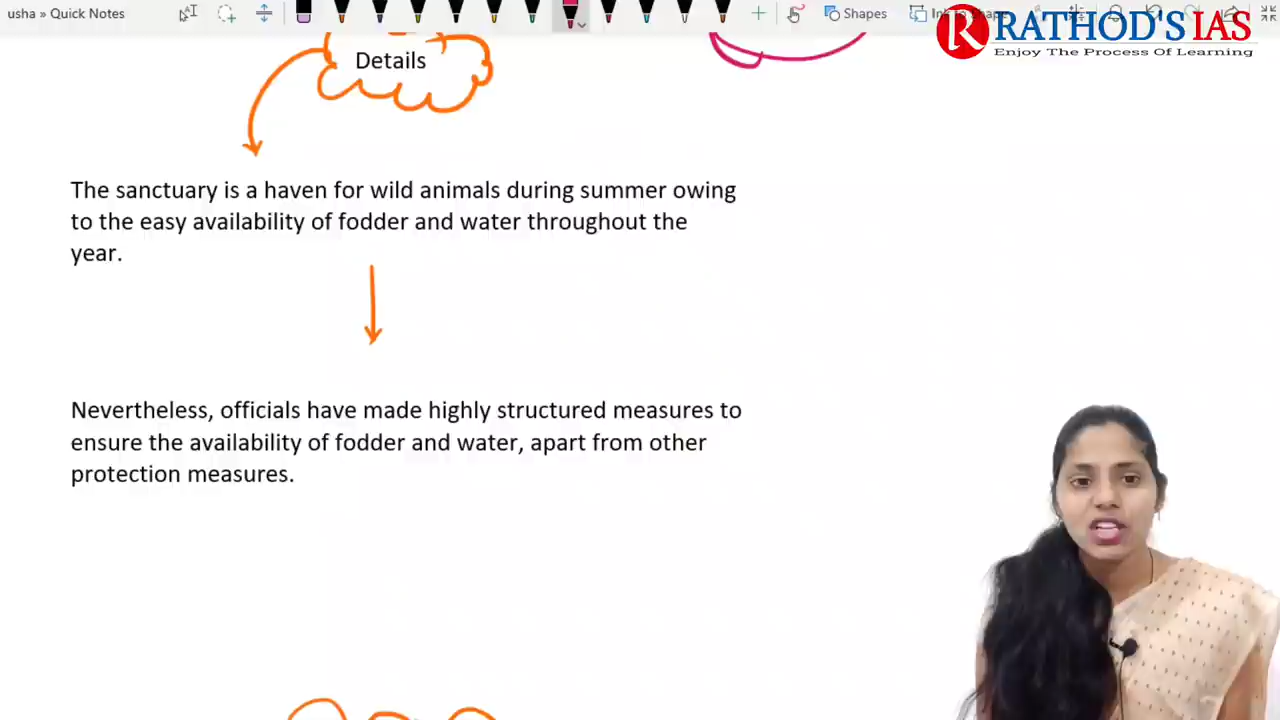 usha » Quick Notes
Shapes
RATHOD'S IAS
Enjoy The Process Of Learning
Details
The sanctuary is a haven for wild animals during summer owing
to the easy availability of fodder and water throughout the
year.
Nevertheless, officials have made highly structured measures to
ensure the availability of fodder and water, apart from other
protection measures.